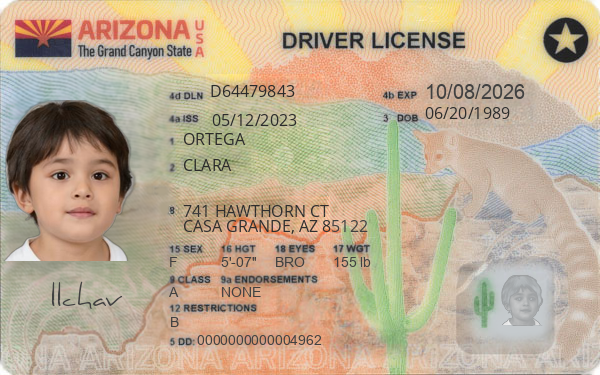 ARIZONA USA
The Grand Canyon State
DRIVER LICENSE
4d DLN D64479843
4b EXP 10/08/2026
4a ISS 05/12/2023
3 DOB 06/20/1989
1 ORTEGA
2 CLARA
8 741 HAWTHORN CT
CASA GRANDE, AZ 85122
15 SEX 16 HGT 18 EYES 17 WGT
F 5'-07" BRO 155 lb
9 CLASS 9a ENDORSEMENTS
A NONE
12 RESTRICTIONS
B
5 DD: 0000000000004962
ARIZONA ARIZONA ARIZONA ARIZONA